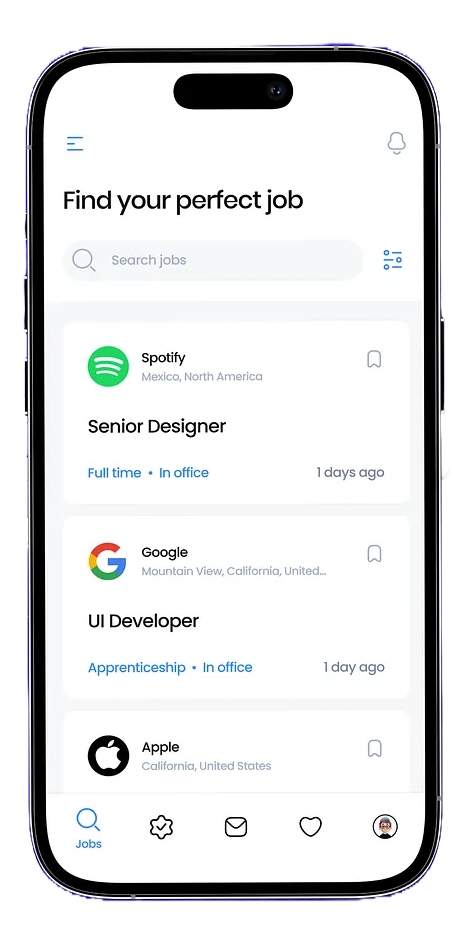 Find your perfect job
Search jobs
Spotify
Mexico, North America
Senior Designer
Full time • In office
1 days ago
Google
Mountain View, California, United...
UI Developer
Apprenticeship • In office
1 day ago
Apple
California, United States
Jobs